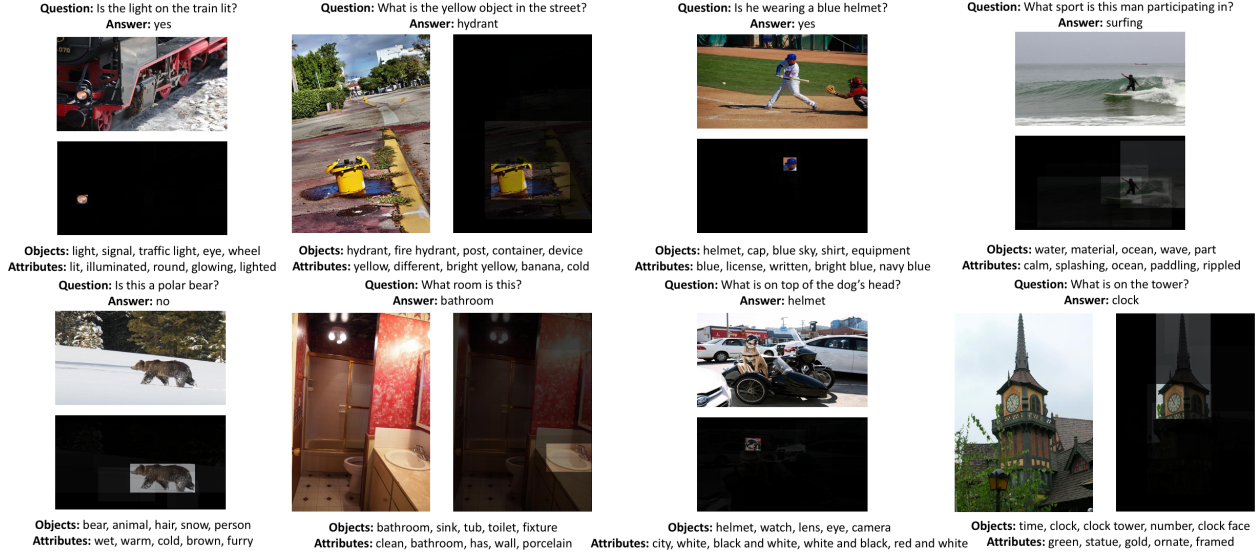 Question: Is the light on the train lit?
Answer: yes
070
Objects: light, signal, traffic light, eye, wheel
Attributes: lit, illuminated, round, glowing, lighted
Question: What is the yellow object in the street?
Answer: hydrant
Objects: hydrant, fire hydrant, post, container, device
Attributes: yellow, different, bright yellow, banana, cold
Question: Is he wearing a blue helmet?
Answer: yes
Objects: helmet, cap, blue sky, shirt, equipment
Attributes: blue, license, written, bright blue, navy blue
Question: What sport is this man participating in?
Answer: surfing
Objects: water, material, ocean, wave, part
Attributes: calm, splashing, ocean, paddling, rippled
Question: Is this a polar bear?
Answer: no
Objects: bear, animal, hair, snow, person
Attributes: wet, warm, cold, brown, furry
Question: What room is this?
Answer: bathroom
Objects: bathroom, sink, tub, toilet, fixture
Attributes: clean, bathroom, has, wall, porcelain
Question: What is on top of the dog's head?
Answer: helmet
Objects: helmet, watch, lens, eye, camera
Attributes: city, white, black and white, white and black, red and white
Question: What is on the tower?
Answer: clock
Objects: time, clock, clock tower, number, clock face
Attributes: green, statue, gold, ornate, framed